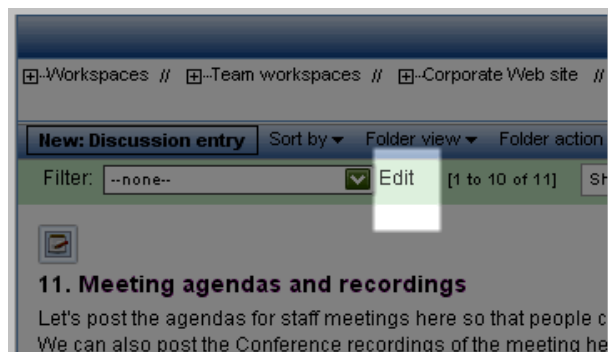 Workspaces // Team workspaces // Corporate Web site //
New: Discussion entry Sort by Folder view Folder action
Filter: --none-- Edit [1 to 10 of 11] Sh
11. Meeting agendas and recordings
Let's post the agendas for staff meetings here so that people c
We can also post the Conference recordings of the meeting he